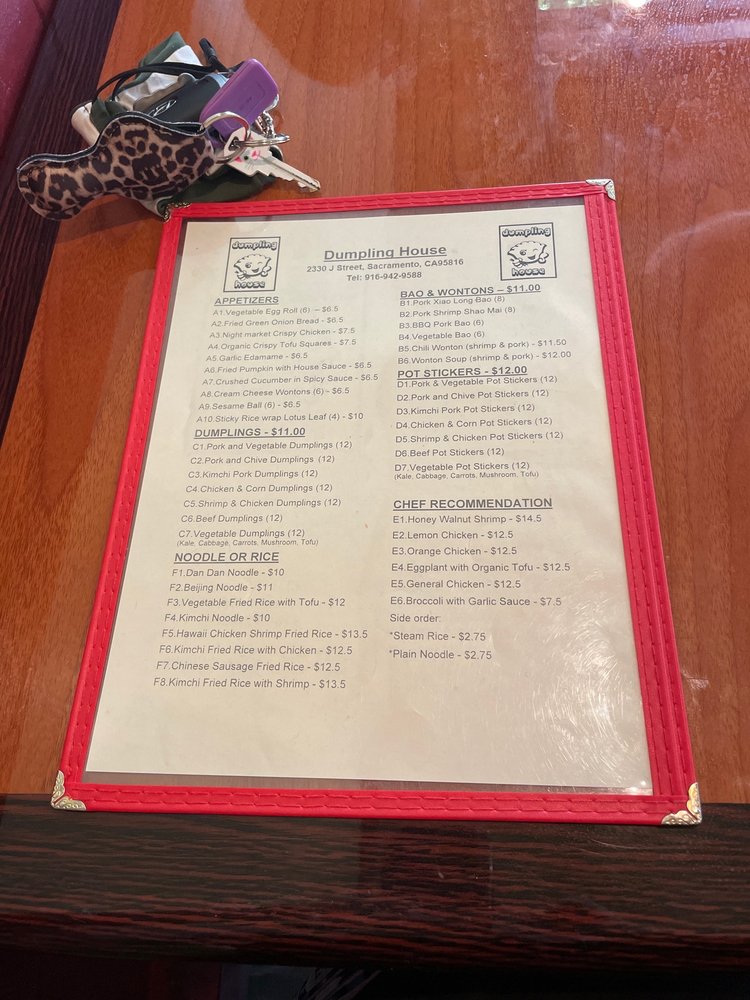 dumpling
house
Dumpling House
2330 J Street, Sacramento, CA95816
Tel: 916-942-9588
dumpling
house
APPETIZERS
A1.Vegetable Egg Roll (6) – $6.5
A2.Fried Green Onion Bread - $6.5
A3.Night market Crispy Chicken - $7.5
A4.Organic Crispy Tofu Squares - $7.5
A5.Garlic Edamame - $6.5
A6.Fried Pumpkin with House Sauce - $6.5
A7.Crushed Cucumber in Spicy Sauce - $6.5
A8.Cream Cheese Wontons (6) - $6.5
A9.Sesame Ball (6) - $6.5
A10.Sticky Rice wrap Lotus Leaf (4) - $10
DUMPLINGS - $11.00
C1.Pork and Vegetable Dumplings (12)
C2.Pork and Chive Dumplings (12)
C3.Kimchi Pork Dumplings (12)
C4.Chicken & Corn Dumplings (12)
C5.Shrimp & Chicken Dumplings (12)
C6.Beef Dumplings (12)
C7.Vegetable Dumplings (12)
(Kale, Cabbage, Carrots, Mushroom, Tofu)
NOODLE OR RICE
F1.Dan Dan Noodle - $10
F2.Beijing Noodle - $11
F3.Vegetable Fried Rice with Tofu - $12
F4.Kimchi Noodle - $10
F5.Hawaii Chicken Shrimp Fried Rice - $13.5
F6.Kimchi Fried Rice with Chicken - $12.5
F7.Chinese Sausage Fried Rice - $12.5
F8.Kimchi Fried Rice with Shrimp - $13.5
BAO & WONTONS – $11.00
B1.Pork Xiao Long Bao (8)
B2.Pork Shrimp Shao Mai (8)
B3.BBQ Pork Bao (6)
B4.Vegetable Bao (6)
B5.Chili Wonton (shrimp & pork) - $11.50
B6.Wonton Soup (shrimp & pork) - $12.00
POT STICKERS - $12.00
D1.Pork & Vegetable Pot Stickers (12)
D2.Pork and Chive Pot Stickers (12)
D3.Kimchi Pork Pot Stickers (12)
D4.Chicken & Corn Pot Stickers (12)
D5.Shrimp & Chicken Pot Stickers (12)
D6.Beef Pot Stickers (12)
D7.Vegetable Pot Stickers (12)
(Kale, Cabbage, Carrots, Mushroom, Tofu)
CHEF RECOMMENDATION
E1.Honey Walnut Shrimp - $14.5
E2.Lemon Chicken - $12.5
E3.Orange Chicken - $12.5
E4.Eggplant with Organic Tofu - $12.5
E5.General Chicken - $12.5
E6.Broccoli with Garlic Sauce - $7.5
Side order:
*Steam Rice - $2.75
*Plain Noodle - $2.75